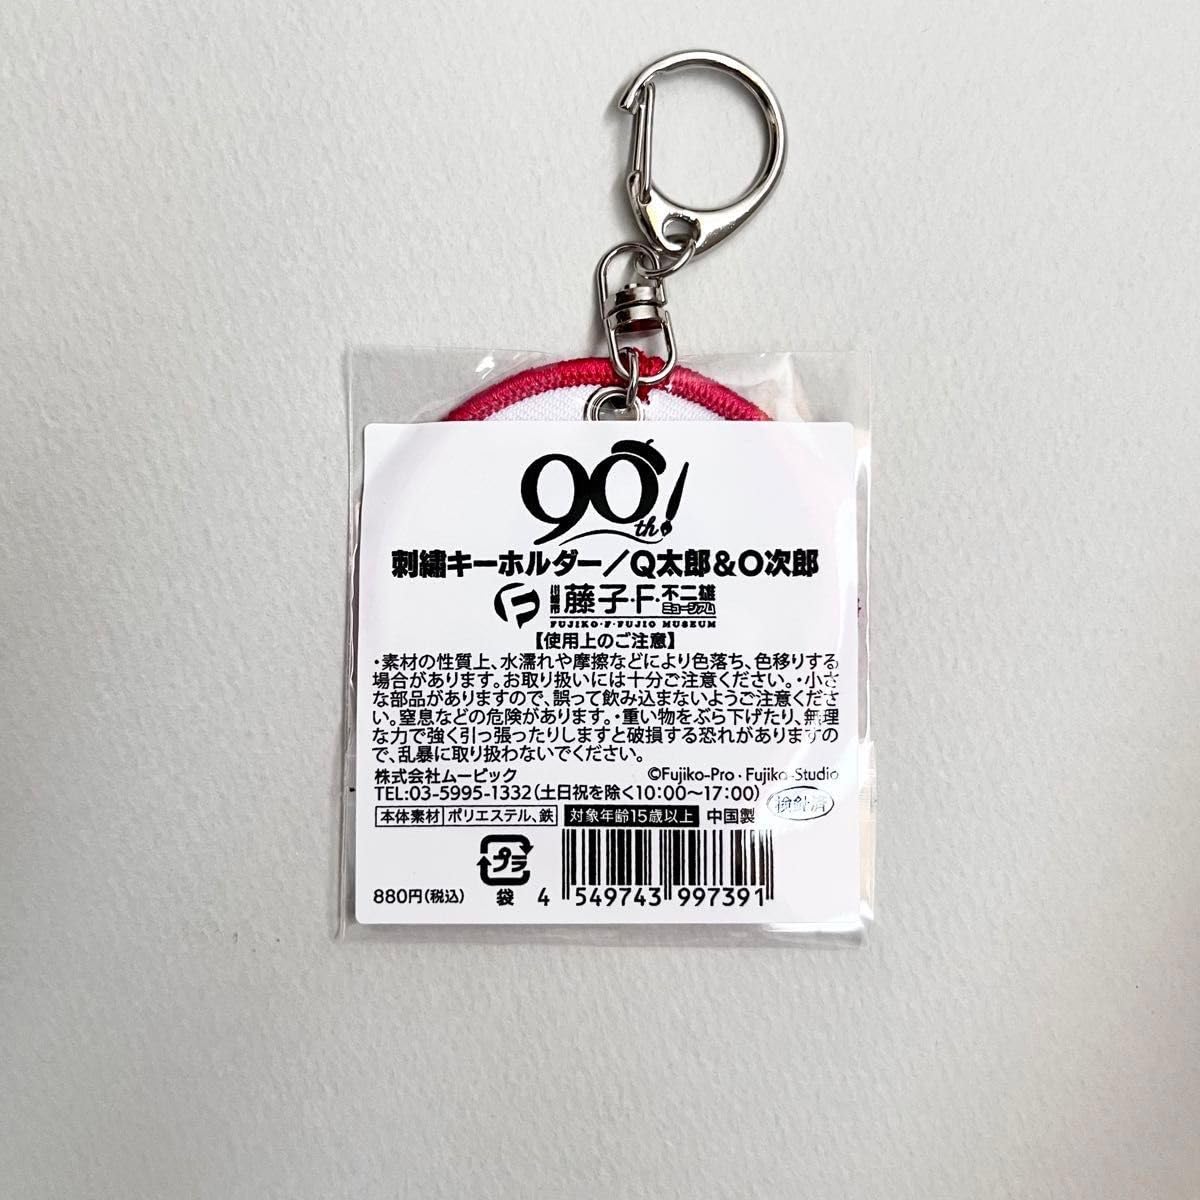 90th!
刺繍キーホルダー／Q太郎&O次郎
川崎市 藤子・F・不二雄 ミュージアム
FUJIKO・F・FUJIO MUSEUM
【使用上のご注意】
・素材の性質上、水濡れや摩擦などにより色落ち、色移りする
場合があります。お取り扱いには十分ご注意ください。・小さ
な部品がありますので、誤って飲み込まないようご注意くださ
い。窒息などの危険があります。・重い物をぶら下げたり、無理
な力で強く引っ張ったりしますと破損する恐れがありますの
で、乱暴に取り扱わないでください。
株式会社ムービック ©Fujiko-Pro・Fujiko-Studio
TEL:03-5995-1332(土日祝を除く10:00〜17:00) 検針済
本体素材 ポリエステル、鉄 対象年齢15歳以上 中国製
プラ
880円(税込) 袋 4 549743 997391